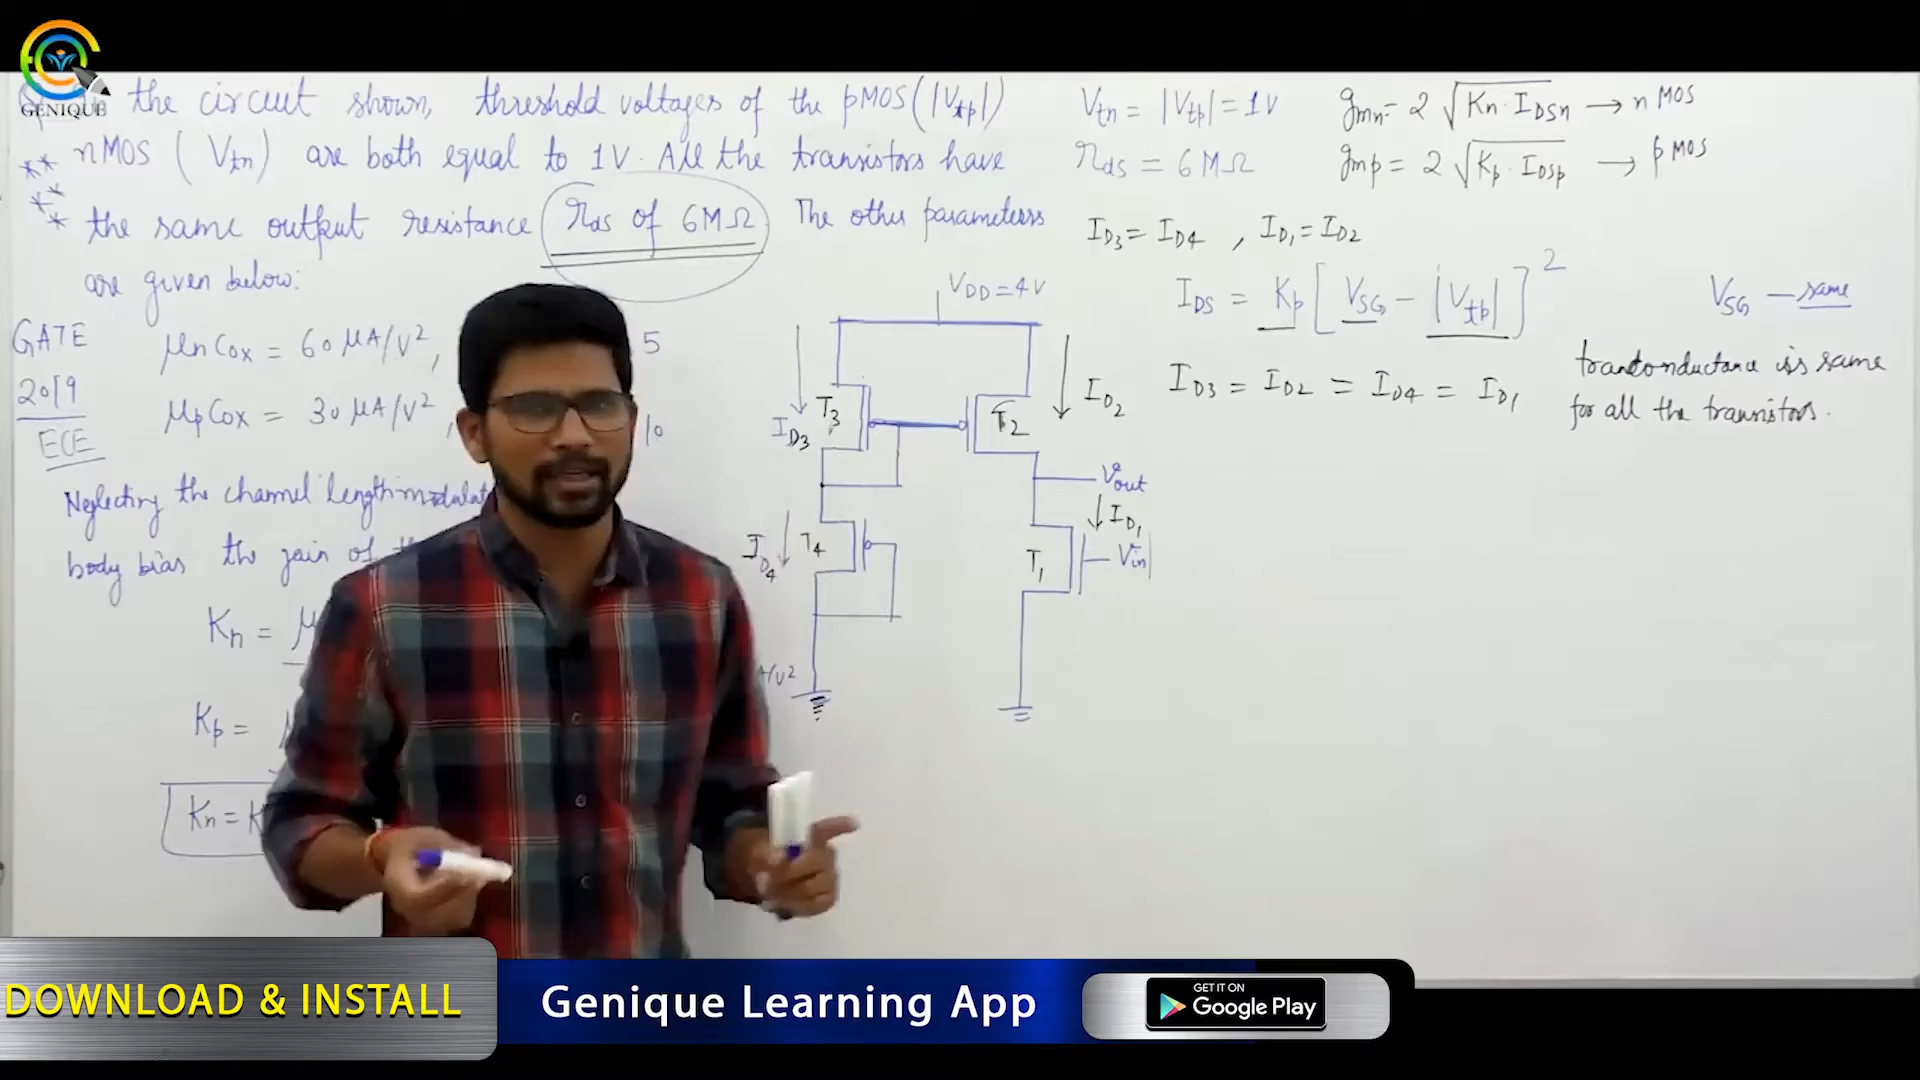 GENIQUE
the circuit shown, threshold voltages of the pMOS(|Vtp|)
** nMOS ( Vtn) are both equal to 1V. All the transistors have
** the same output resistance rds of 6MΩ The other parameters
* are given below:
GATE
2019
ECE
μnCox = 60 μA/V², 5
μpCox = 30 μA/V², 10
Neglecting the channel length modulat
body bias the gain of th
Kn = μ
Kp = μ
Kn = K
A/V²
VDD = 4V
T3
ID3
T2
ID2
T4
ID4
T1
ID1
Vout
Vin
Vtn = |Vtp| = 1V
rds = 6MΩ
gmn = 2 √Kn · IDSn → nMOS
gmp = 2 √Kp · IDSp → pMOS
ID3 = ID4 , ID1 = ID2
IDS = Kp [ VSG - |Vtp| ]²
VSG - same
ID3 = ID2 = ID4 = ID1
tranconductance is same
for all the transistors.
DOWNLOAD & INSTALL
Genique Learning App
GET IT ON
Google Play